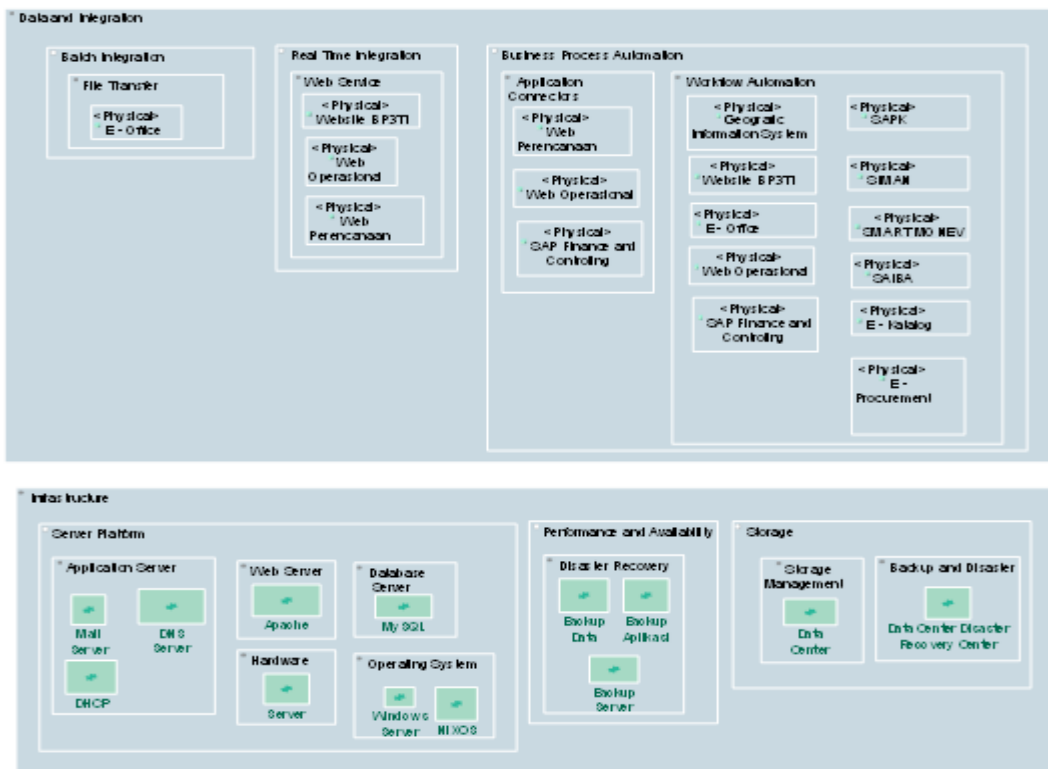 Data and Integration
Batch Integration
File Transfer
«Physical»
E - Office
Real Time Integration
Web Service
«Physical»
Website BP3TI
«Physical»
Web
Operasional
«Physical»
Web
Perencanaan
Business Process Automation
Application
Connectors
«Physical»
Web
Perencanaan
«Physical»
Web Operasional
«Physical»
SAP Finance and
Controling
Workflow Automation
«Physical»
Geografic
Information System
«Physical»
Website BP3TI
«Physical»
E - Office
«Physical»
Web Operasional
«Physical»
SAP Finance and
Controling
«Physical»
SAPK
«Physical»
SIMAN
«Physical»
SMART MONEV
«Physical»
SAIBA
«Physical»
E - Katalog
«Physical»
E -
Procurement
Infrastructure
Server Platform
Application Server
Mail
Server
DNS
Server
DHCP
Web Server
Apache
Database
Server
My SQL
Hardware
Server
Operating System
Windows
Server
NIXOS
Performance and Availability
Disaster Recovery
Backup
Data
Backup
Aplikasi
Backup
Server
Storage
Storage
Management
Data
Center
Backup and Disaster
Data Center Disaster
Recovery Center